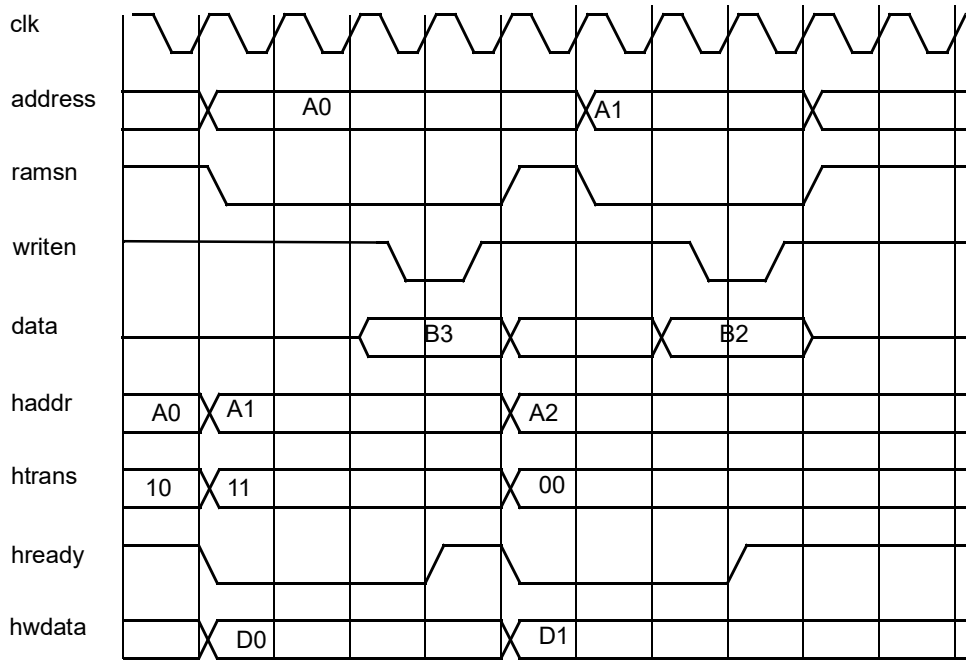 clk
address A0 A1
ramsn
writen
data B3 B2
haddr A0 A1 A2
htrans 10 11 00
hready
hwdata D0 D1